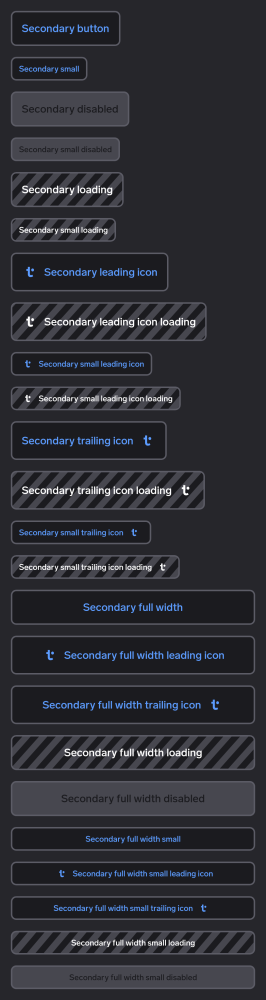 Secondary button
Secondary small
Secondary disabled
Secondary small disabled
Secondary loading
Secondary small loading
Secondary leading icon
Secondary leading icon loading
Secondary small leading icon
Secondary small leading icon loading
Secondary trailing icon
Secondary trailing icon loading
Secondary small trailing icon
Secondary small trailing icon loading
Secondary full width
Secondary full width leading icon
Secondary full width trailing icon
Secondary full width loading
Secondary full width disabled
Secondary full width small
Secondary full width small leading icon
Secondary full width small trailing icon
Secondary full width small loading
Secondary full width small disabled